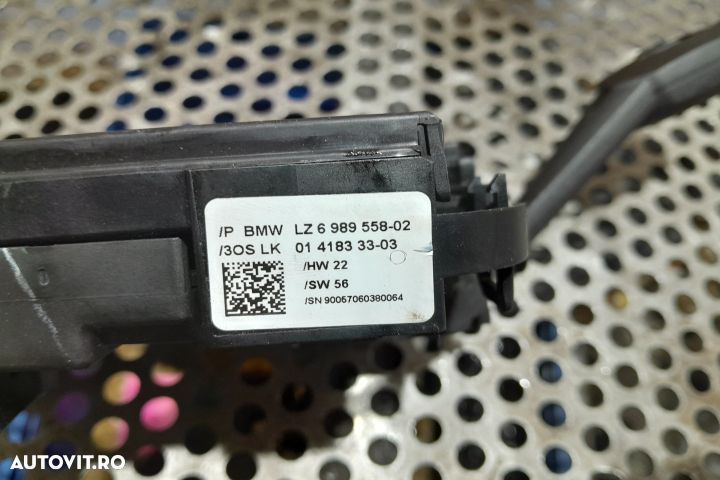 /P BMW LZ 6 989 558-02
/3OS LK 01 4183 33-03
/HW 22
/SW 56
/SN 90057060380064
AUTOVIT.RO